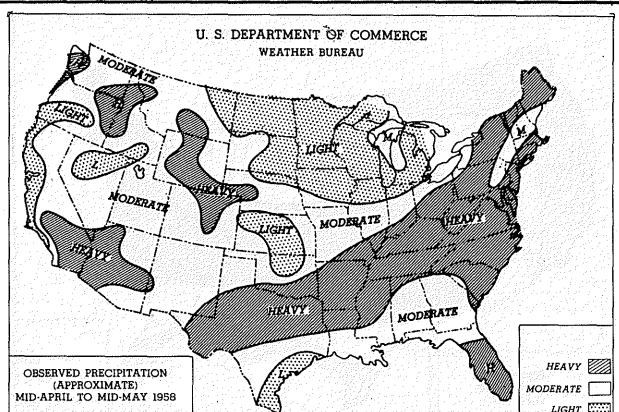 U. S. DEPARTMENT OF COMMERCE
WEATHER BUREAU
MODERATE
H
LIGHT
H
L
MODERATE
HEAVY
HEAVY
LIGHT
M
M
LIGHT
MODERATE
HEAVY
HEAVY
MODERATE
H
OBSERVED PRECIPITATION
(APPROXIMATE)
MID-APRIL TO MID-MAY 1958
HEAVY
MODERATE
LIGHT